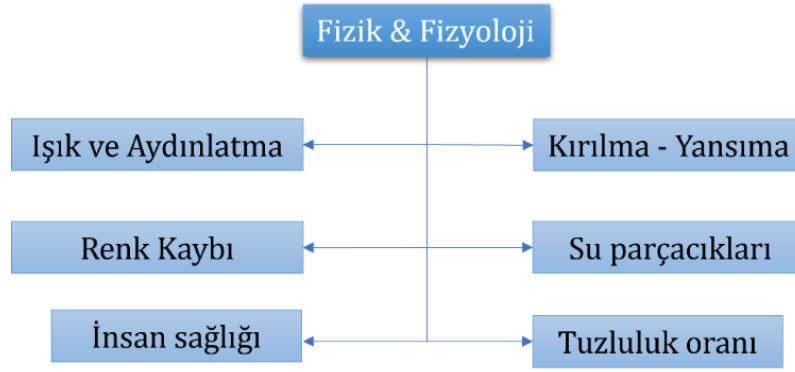 Fizik & Fizyoloji
Işık ve Aydınlatma
Kırılma - Yansıma
Renk Kaybı
Su parçacıkları
İnsan sağlığı
Tuzluluk oranı